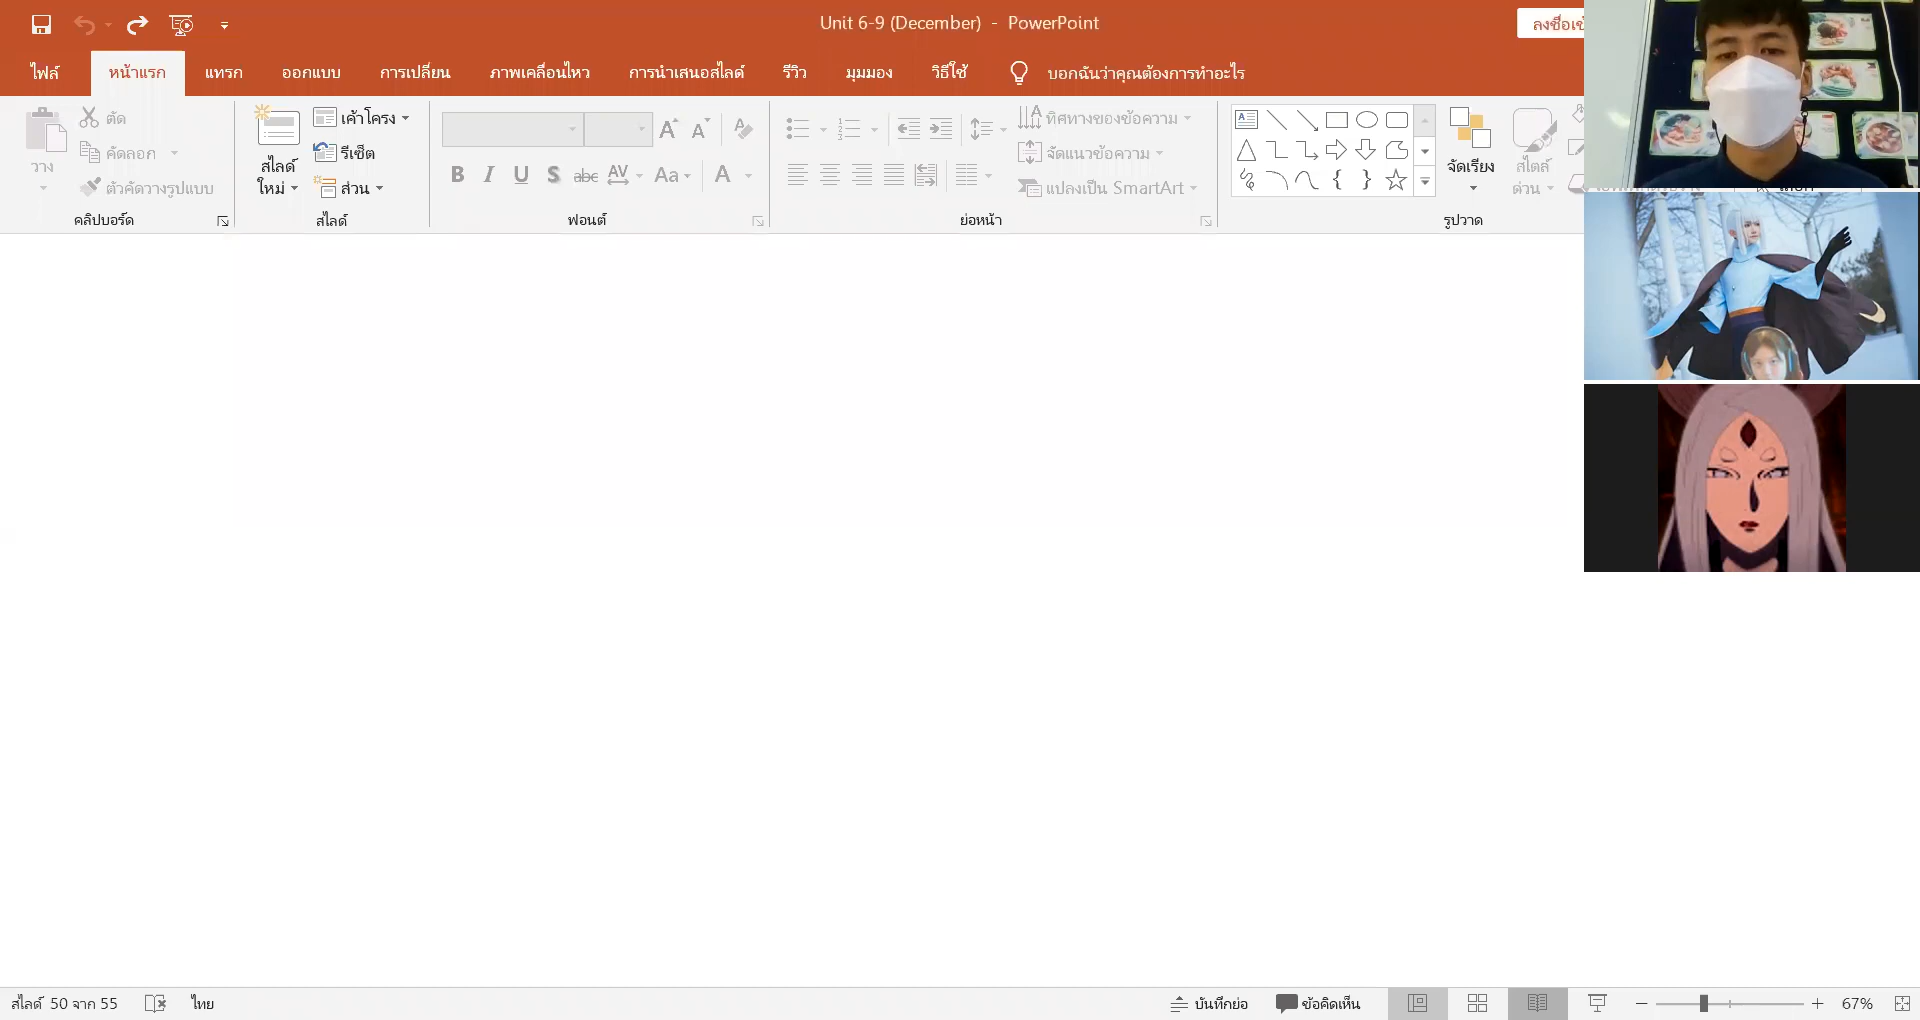 Unit 6-9 (December) - PowerPoint
ไฟล์ หน้าแรก แทรก ออกแบบ การเปลี่ยน ภาพเคลื่อนไหว การนำเสนอสไลด์ รีวิว มุมมอง วิธีใช้ บอกฉันว่าคุณต้องการทำอะไร
วาง
ตัด
คัดลอก
ตัวคัดวางรูปแบบ
คลิปบอร์ด
สไลด์
ใหม่
เค้าโครง
รีเซ็ต
ส่วน
สไลด์
B I U S abc AV Aa A
ฟอนต์
ทิศทางของข้อความ
จัดแนวข้อความ
แปลงเป็น SmartArt
ย่อหน้า
จัดเรียง
สไตล์
ด่วน
รูปวาด
สไลด์ 50 จาก 55 ไทย บันทึกย่อ ข้อคิดเห็น 67%